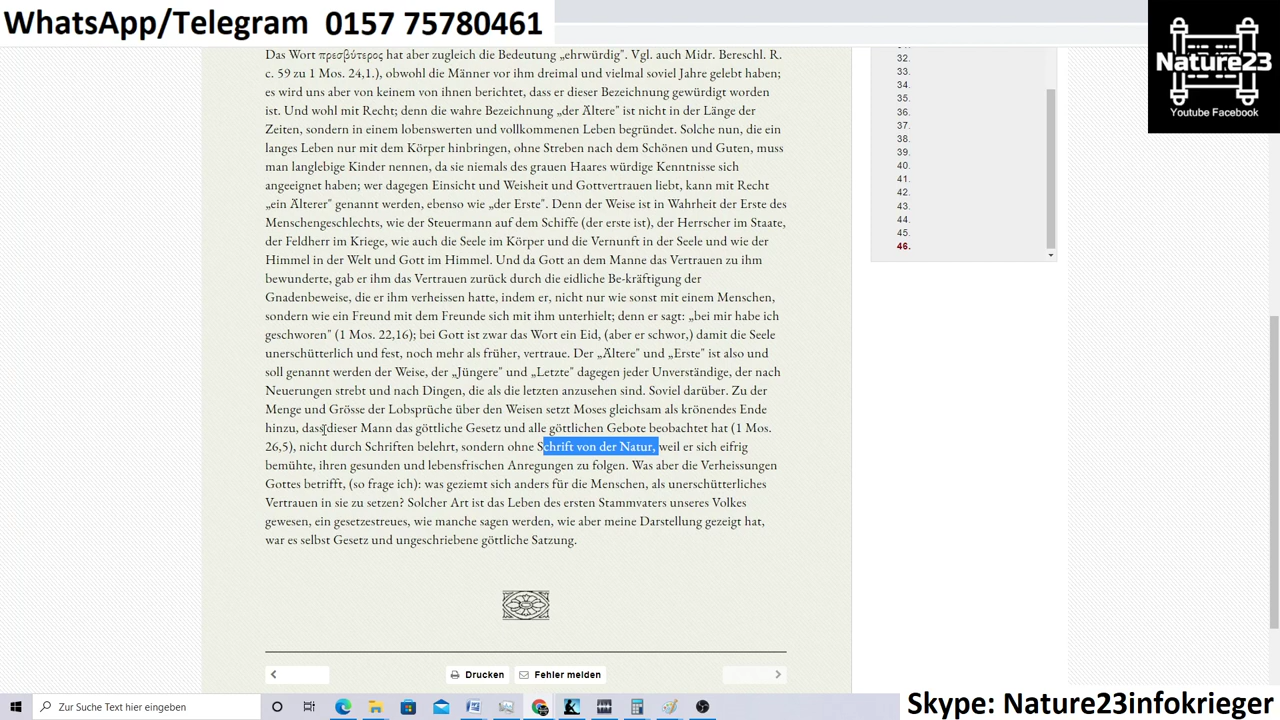 WhatsApp/Telegram 0157 75780461
Nature23
Youtube Facebook
Das Wort πρεσβύτερος hat aber zugleich die Bedeutung „ehrwürdig". Vgl. auch Midr. Bereschl. R.
c. 59 zu 1 Mos. 24,1.), obwohl die Männer vor ihm dreimal und vielmal soviel Jahre gelebt haben;
es wird uns aber von keinem von ihnen berichtet, dass er dieser Bezeichnung gewürdigt worden
ist. Und wohl mit Recht; denn die wahre Bezeichnung „der Ältere" ist nicht in der Länge der
Zeiten, sondern in einem lobenswerten und vollkommenen Leben begründet. Solche nun, die ein
langes Leben nur mit dem Körper hinbringen, ohne Streben nach dem Schönen und Guten, muss
man langlebige Kinder nennen, da sie niemals des grauen Haares würdige Kenntnisse sich
angeeignet haben; wer dagegen Einsicht und Weisheit und Gottvertrauen liebt, kann mit Recht
„ein Älterer" genannt werden, ebenso wie „der Erste". Denn der Weise ist in Wahrheit der Erste des
Menschengeschlechts, wie der Steuermann auf dem Schiffe (der erste ist), der Herrscher im Staate,
der Feldherr im Kriege, wie auch die Seele im Körper und die Vernunft in der Seele und wie der
Himmel in der Welt und Gott im Himmel. Und da Gott an dem Manne das Vertrauen zu ihm
bewunderte, gab er ihm das Vertrauen zurück durch die eidliche Be-kräftigung der
Gnadenbeweise, die er ihm verheissen hatte, indem er, nicht nur wie sonst mit einem Menschen,
sondern wie ein Freund mit dem Freunde sich mit ihm unterhielt; denn er sagt: „bei mir habe ich
geschworen" (1 Mos. 22,16); bei Gott ist zwar das Wort ein Eid, (aber er schwor,) damit die Seele
unerschütterlich und fest, noch mehr als früher, vertraue. Der „Ältere" und „Erste" ist also und
soll genannt werden der Weise, der „Jüngere" und „Letzte" dagegen jeder Unverständige, der nach
Neuerungen strebt und nach Dingen, die als die letzten anzusehen sind. Soviel darüber. Zu der
Menge und Grösse der Lobsprüche über den Weisen setzt Moses gleichsam als krönendes Ende
hinzu, dass dieser Mann das göttliche Gesetz und alle göttlichen Gebote beobachtet hat (1 Mos.
26,5), nicht durch Schriften belehrt, sondern ohne Schrift von der Natur, weil er sich eifrig
bemühte, ihren gesunden und lebensfrischen Anregungen zu folgen. Was aber die Verheissungen
Gottes betrifft, (so frage ich): was geziemt sich anders für die Menschen, als unerschütterliches
Vertrauen in sie zu setzen? Solcher Art ist das Leben des ersten Stammvaters unseres Volkes
gewesen, ein gesetzestreues, wie manche sagen werden, wie aber meine Darstellung gezeigt hat,
war es selbst Gesetz und ungeschriebene göttliche Satzung.
32.
33.
34.
35.
36.
37.
38.
39.
40.
41.
42.
43.
44.
45.
46.
Drucken
Fehler melden
Zur Suche Text hier eingeben
Skype: Nature23infokrieger